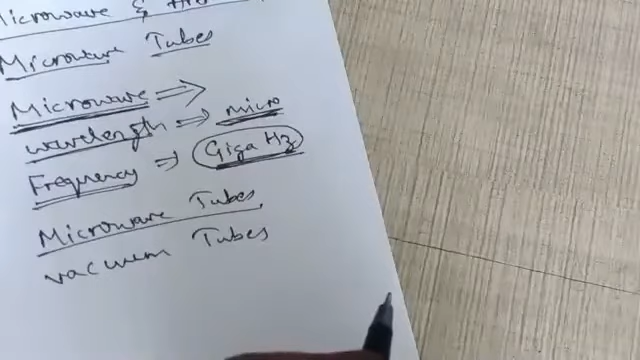 Microwave &
Microwave Tubes
Microwave ⇒
wavelength ⇒ micro
Frequency ⇒ Giga Hz
Microwave Tubes.
vacuum Tubes